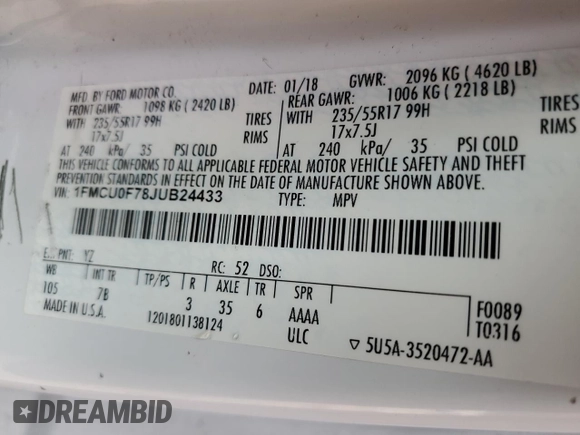 MFD BY FORD MOTOR CO. DATE: 01/18 GVWR: 2096 KG ( 4620 LB)
FRONT GAWR: 1098 KG ( 2420 LB) REAR GAWR: 1006 KG ( 2218 LB)
WITH 235/55R17 99H TIRES WITH 235/55R17 99H TIRES
17x7.5J RIMS 17x7.5J RIMS
AT 240 kPa/ 35 PSI COLD AT 240 kPa/ 35 PSI COLD
THIS VEHICLE CONFORMS TO ALL APPLICABLE FEDERAL MOTOR VEHICLE SAFETY AND THEFT
PREVENTION STANDARDS IN EFFECT ON THE DATE OF MANUFACTURE SHOWN ABOVE.
VIN: 1FMCU0F78JUB24433 TYPE: MPV
PNT: YZ RC: 52 DSO:
WB INT TR TP/PS R AXLE TR SPR
105 7B 3 35 6 AAAA F0089
MADE IN U.S.A. 1201801138124 ULC T0316
▽ 5U5A-3520472-AA
DREAMBID